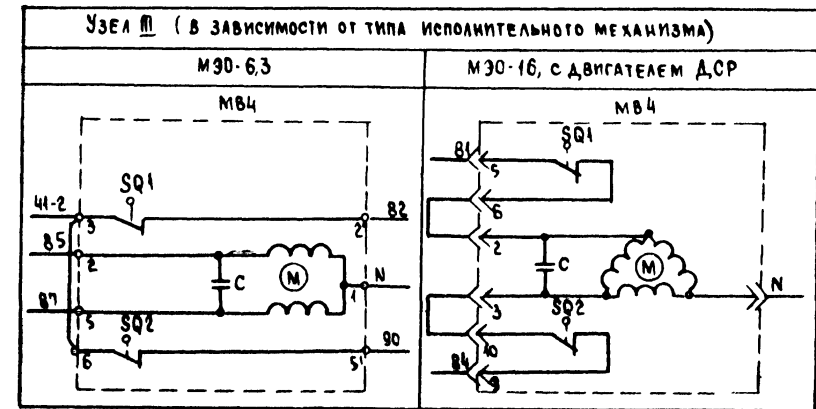 УЗЕЛ III (В ЗАВИСИМОСТИ ОТ ТИПА ИСПОЛНИТЕЛЬНОГО МЕХАНИЗМА)
МЭО-6,3
МВ4
SQ1
41-2
3
2'
82
85
2
C
M
1
N
87
5
SQ2
6
5'
90
МЭО-16, С ДВИГАТЕЛЕМ ДСР
МВ4
81
5
SQ1
6
2
C
M
N
3
SQ2
10
84
9